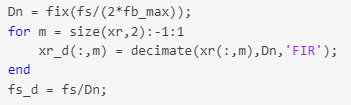 Dn = fix(fs/(2*fb_max));
for m = size(xr,2):-1:1
    xr_d(:,m) = decimate(xr(:,m),Dn,'FIR');
end
fs_d = fs/Dn;